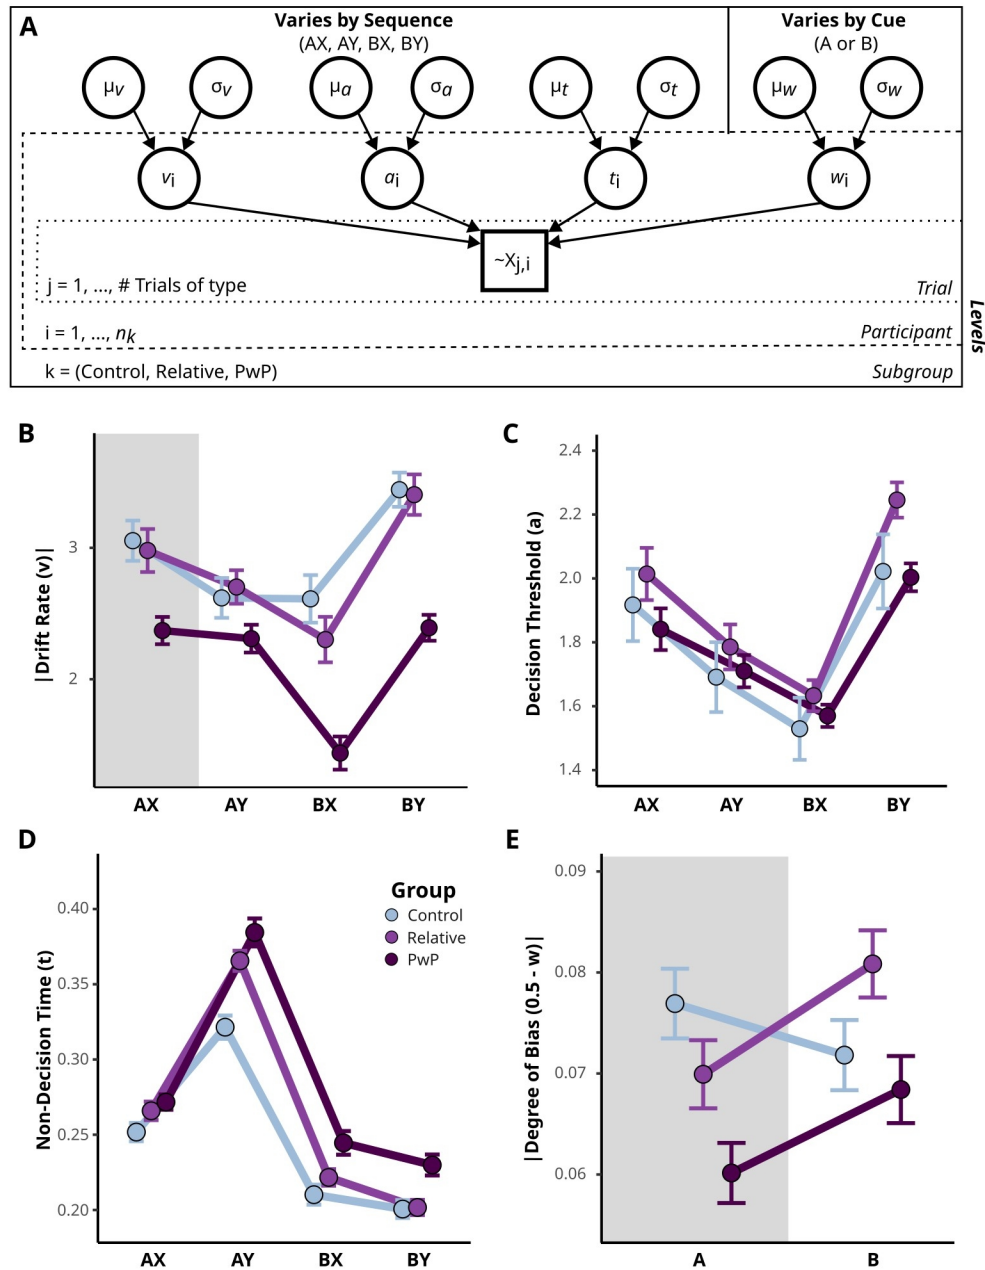 A
Varies by Sequence
(AX, AY, BX, BY)
Varies by Cue
(A or B)
μv
σv
μa
σa
μt
σt
μw
σw
vi
ai
ti
wi
~Xj,i
j = 1, ..., # Trials of type
Trial
i = 1, ..., nk
Participant
k = (Control, Relative, PwP)
Subgroup
Levels
B
|Drift Rate (v)|
3
2
AX AY BX BY
C
Decision Threshold (a)
2.4
2.2
2.0
1.8
1.6
1.4
AX AY BX BY
D
Non-Decision Time (t)
0.40
0.35
0.30
0.25
0.20
Group
Control
Relative
PwP
AX AY BX BY
E
|Degree of Bias (0.5 - w)|
0.09
0.08
0.07
0.06
A B